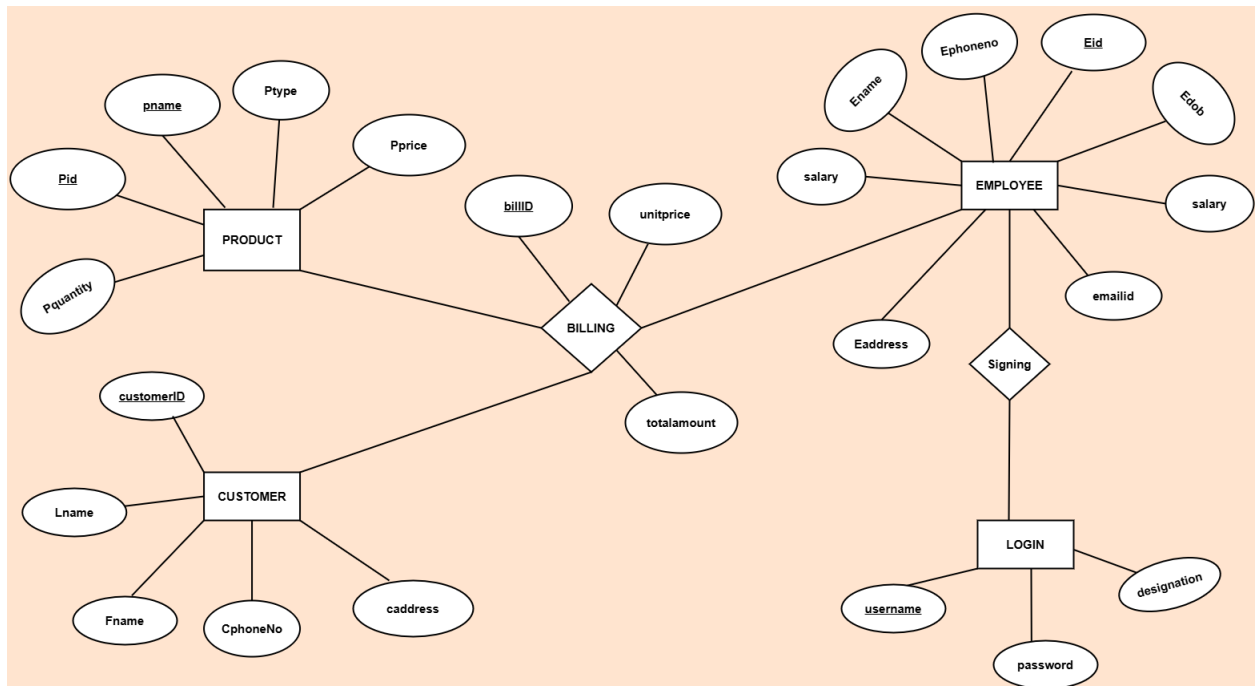 Ephoneno
Eid
Ename
Edob
pname
Ptype
Pprice
Pid
salary
EMPLOYEE
salary
billID
unitprice
PRODUCT
Pquantity
emailid
BILLING
Eaddress
Signing
customerID
totalamount
CUSTOMER
Lname
LOGIN
designation
username
caddress
Fname
CphoneNo
password